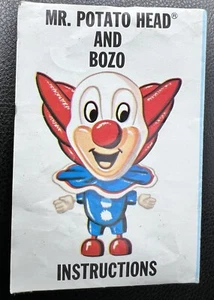 MR. POTATO HEAD®
AND
BOZO
INSTRUCTIONS